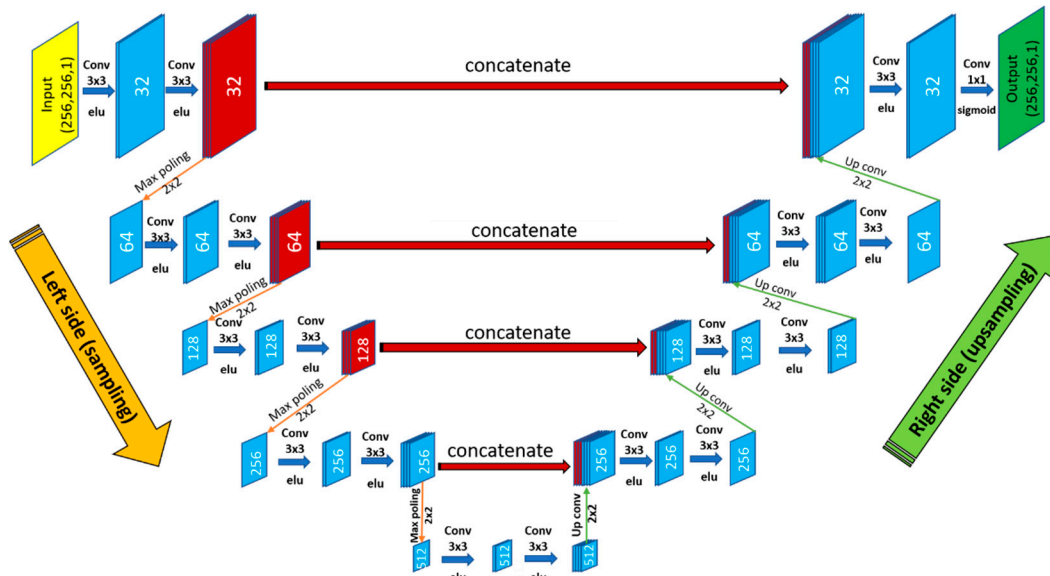 Input
(256,256,1)
Conv
3x3
elu
32
Conv
3x3
elu
32
concatenate
32
Conv
3x3
elu
32
Conv
1x1
sigmoid
Output
(256,256,1)
Max poling
2x2
Up conv
2x2
64
Conv
3x3
elu
64
Conv
3x3
elu
64
concatenate
64
Conv
3x3
elu
64
Conv
3x3
elu
64
Max poling
2x2
Up conv
2x2
128
Conv
3x3
elu
128
Conv
3x3
elu
128
concatenate
128
Conv
3x3
elu
128
Conv
3x3
elu
128
Max poling
2x2
Up conv
2x2
256
Conv
3x3
elu
256
Conv
3x3
elu
256
concatenate
256
Conv
3x3
elu
256
Conv
3x3
elu
256
Max poling
2x2
Up conv
2x2
512
Conv
3x3
elu
512
Conv
3x3
elu
512
Left side (sampling)
Right side (upsampling)